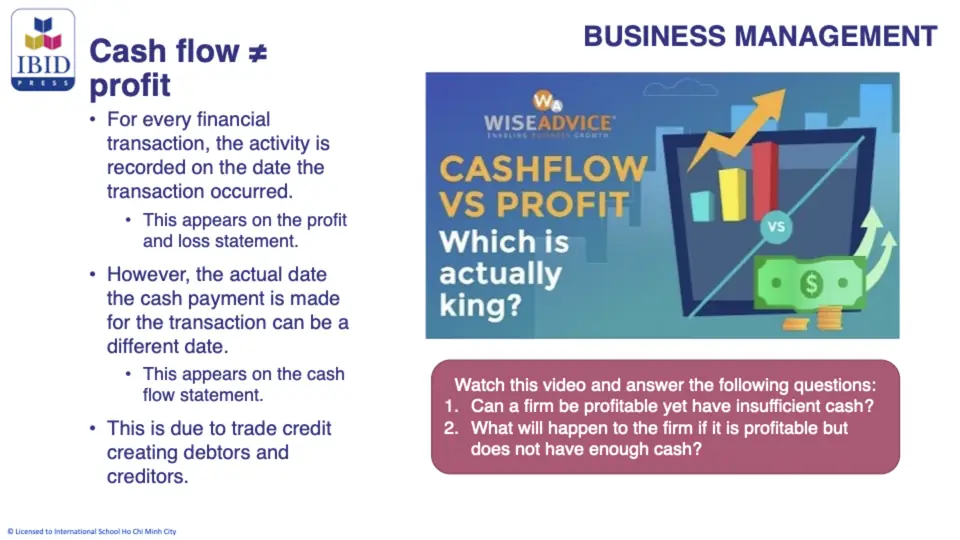 IBID
PRESS
Cash flow ≠
profit
BUSINESS MANAGEMENT
• For every financial
transaction, the activity is
recorded on the date the
transaction occurred.
• This appears on the profit
and loss statement.
• However, the actual date
the cash payment is made
for the transaction can be a
different date.
• This appears on the cash
flow statement.
• This is due to trade credit
creating debtors and
creditors.
WA
WISEADVICE
ENABLING BUSINESS GROWTH
CASHFLOW
VS PROFIT
Which is
actually
king?
VS
$
Watch this video and answer the following questions:
1. Can a firm be profitable yet have insufficient cash?
2. What will happen to the firm if it is profitable but
does not have enough cash?
© Licensed to International School Ho Chi Minh City